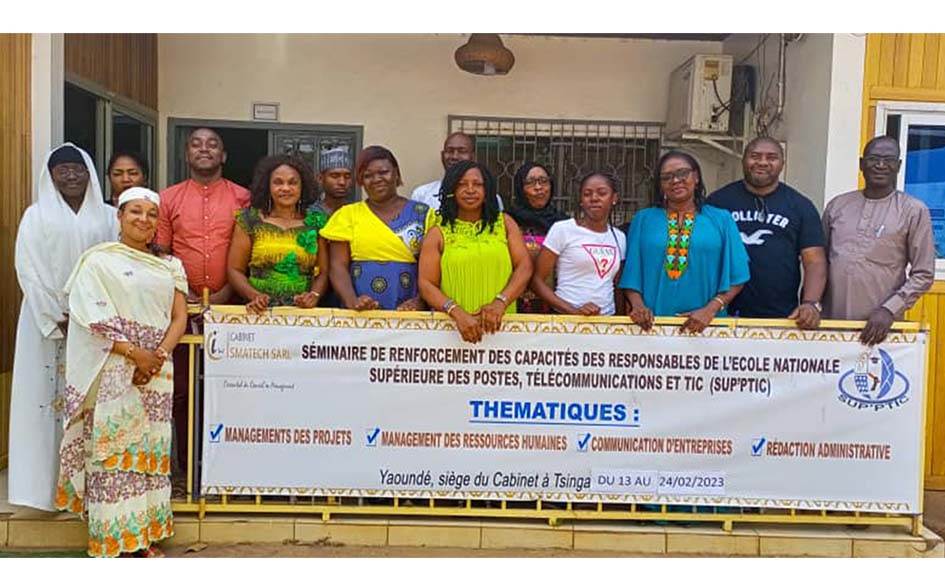 CABINET
SMATECH SARL
SÉMINAIRE DE RENFORCEMENT DES CAPACITÉS DES RESPONSABLES DE L'ECOLE NATIONALE
SUPÉRIEURE DES POSTES, TÉLÉCOMMUNICATIONS ET TIC (SUP'PTIC)
SUP'PTIC
THEMATIQUES :
MANAGEMENTS DES PROJETS
MANAGEMENT DES RESSOURCES HUMAINES
COMMUNICATION D'ENTREPRISES
RÉDACTION ADMINISTRATIVE
Yaoundé, siège du Cabinet à Tsinga DU 13 AU 24/02/2023
GUESS
?
HOLLISTER